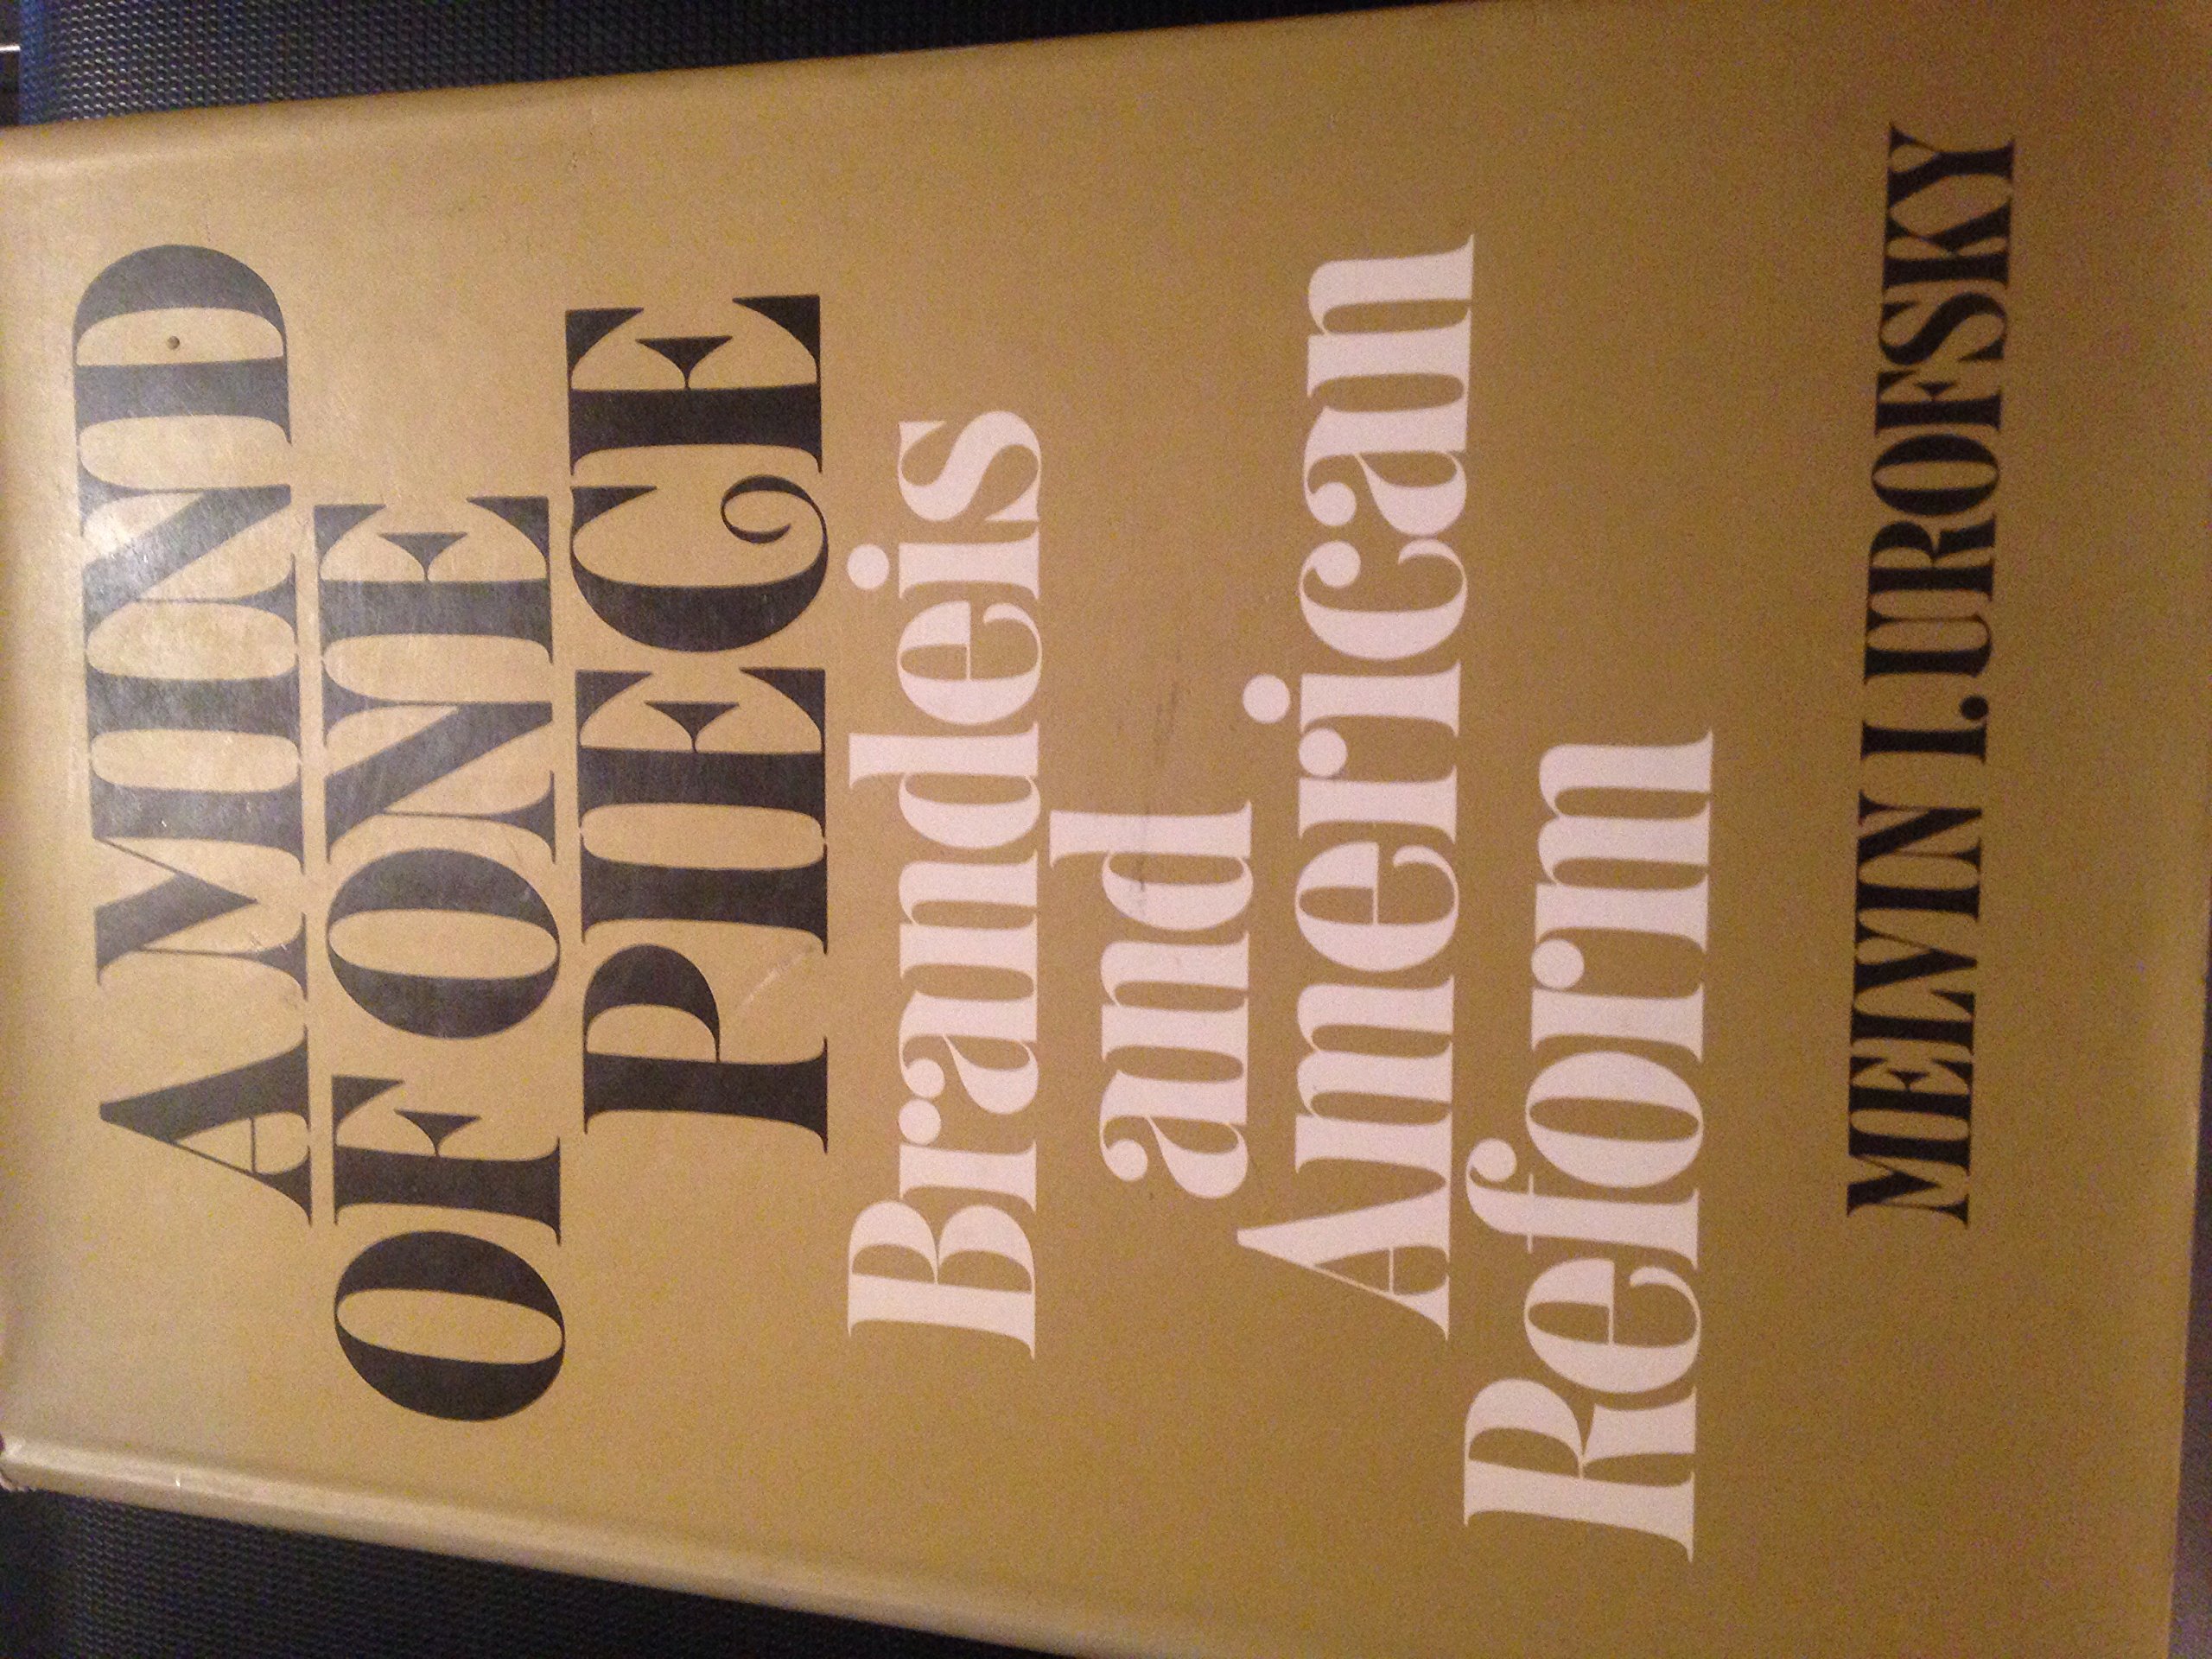 A MIND
OF ONE
PIECE
Brandeis
and
American
Reform
MELVIN I. UROFSKY